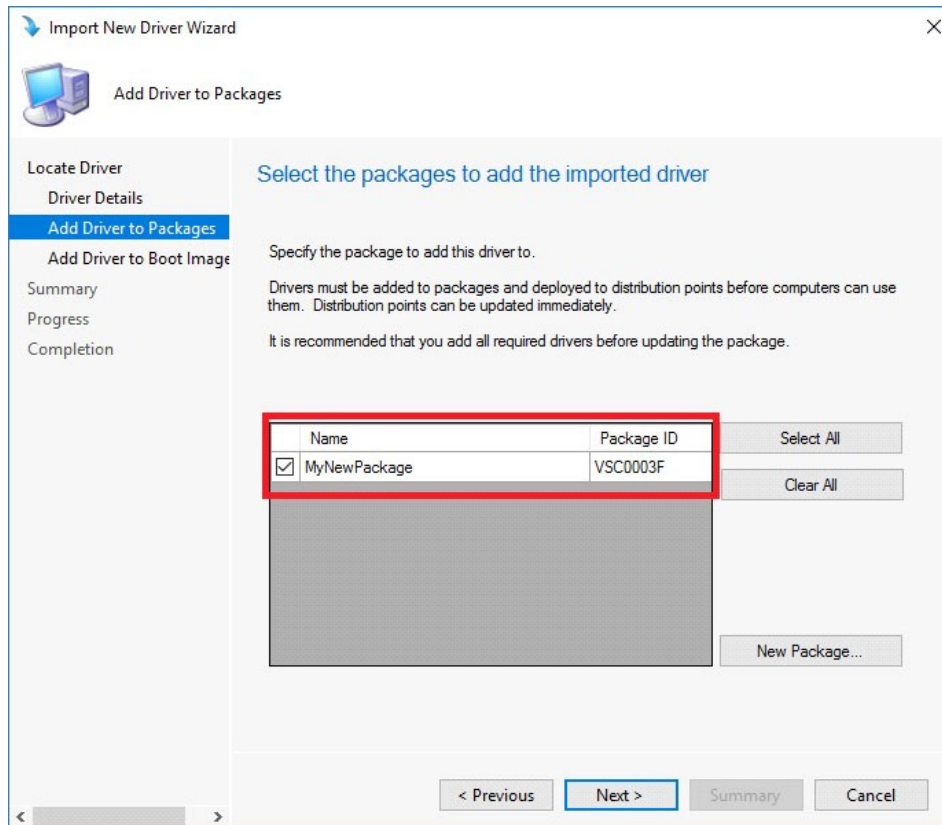 Import New Driver Wizard
Add Driver to Packages
Locate Driver
Driver Details
Add Driver to Packages
Add Driver to Boot Image
Summary
Progress
Completion
Select the packages to add the imported driver
Specify the package to add this driver to.
Drivers must be added to packages and deployed to distribution points before computers can use
them. Distribution points can be updated immediately.
It is recommended that you add all required drivers before updating the package.
Name Package ID
MyNewPackage VSC0003F
Select All
Clear All
New Package...
< Previous Next > Summary Cancel